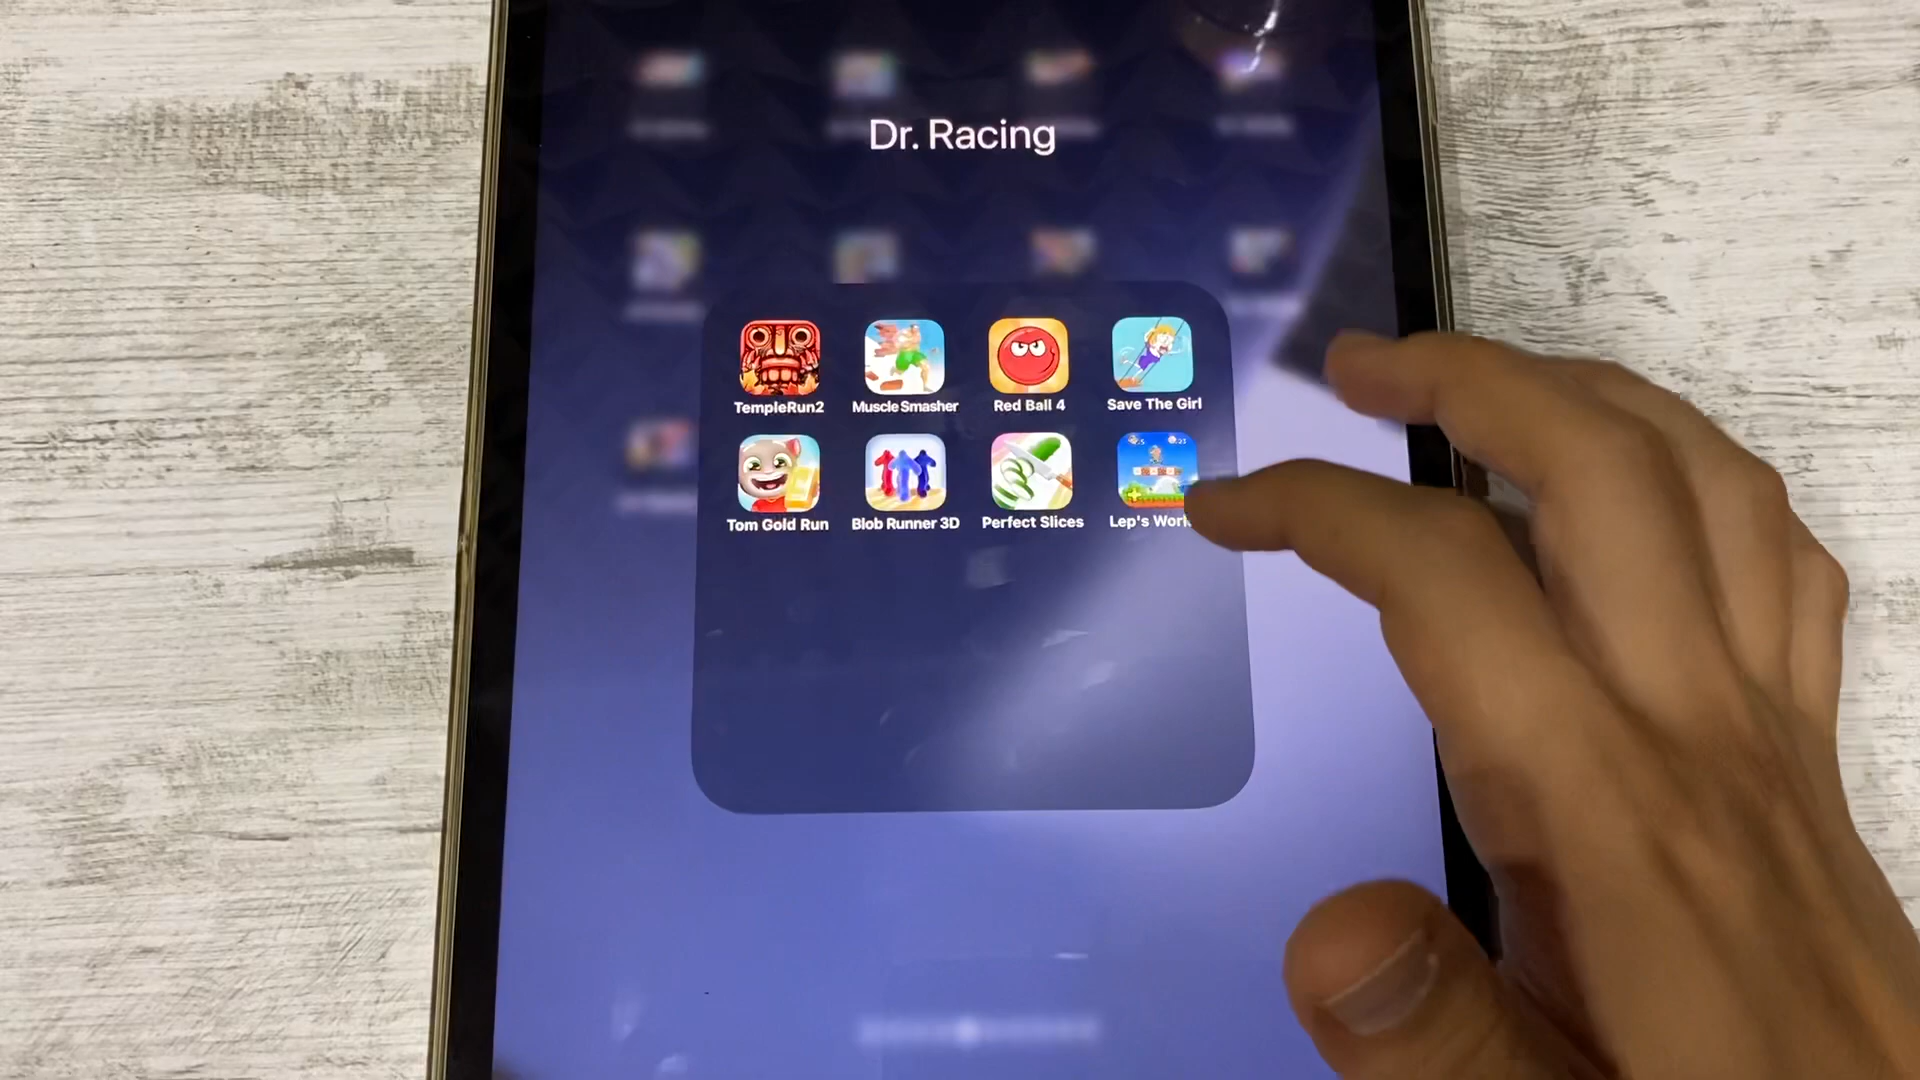 Dr. Racing
TempleRun2
Muscle Smasher
Red Ball 4
Save The Girl
Tom Gold Run
Blob Runner 3D
Perfect Slices
Lep's Worl